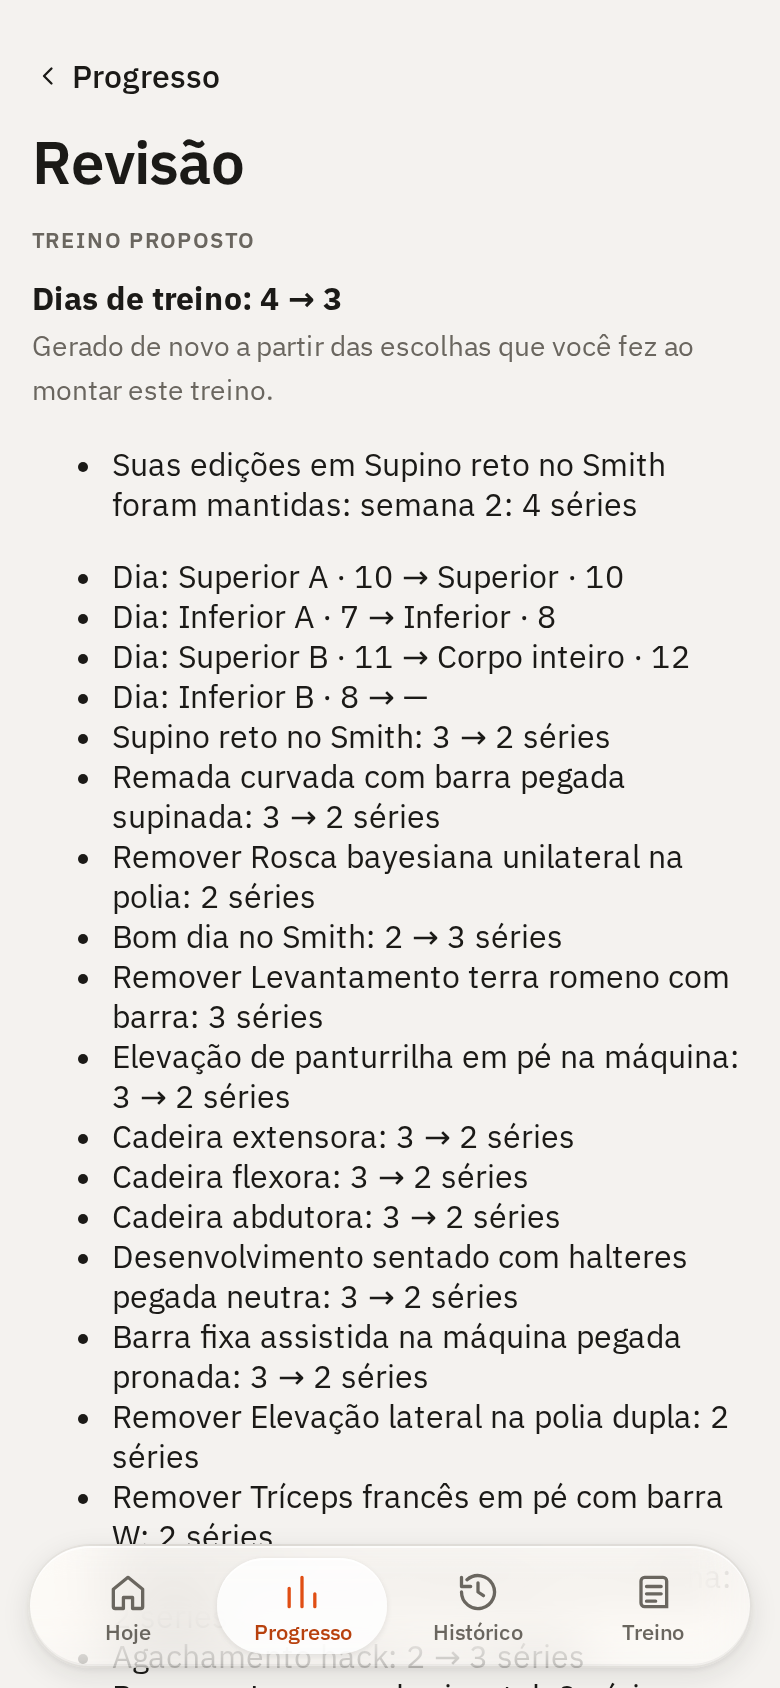 Progresso
Revisão
TREINO PROPOSTO
Dias de treino: 4 → 3
Gerado de novo a partir das escolhas que você fez ao
montar este treino.
• Suas edições em Supino reto no Smith
foram mantidas: semana 2: 4 séries
• Dia: Superior A · 10 → Superior · 10
• Dia: Inferior A · 7 → Inferior · 8
• Dia: Superior B · 11 → Corpo inteiro · 12
• Dia: Inferior B · 8 → —
• Supino reto no Smith: 3 → 2 séries
• Remada curvada com barra pegada
supinada: 3 → 2 séries
• Remover Rosca bayesiana unilateral na
polia: 2 séries
• Bom dia no Smith: 2 → 3 séries
• Remover Levantamento terra romeno com
barra: 3 séries
• Elevação de panturrilha em pé na máquina:
3 → 2 séries
• Cadeira extensora: 3 → 2 séries
• Cadeira flexora: 3 → 2 séries
• Cadeira abdutora: 3 → 2 séries
• Desenvolvimento sentado com halteres
pegada neutra: 3 → 2 séries
• Barra fixa assistida na máquina pegada
pronada: 3 → 2 séries
• Remover Elevação lateral na polia dupla: 2
séries
• Remover Tríceps francês em pé com barra
W: 2 séries
Hoje
Progresso
Histórico
Treino
• Agachamento hack: 2 → 3 séries